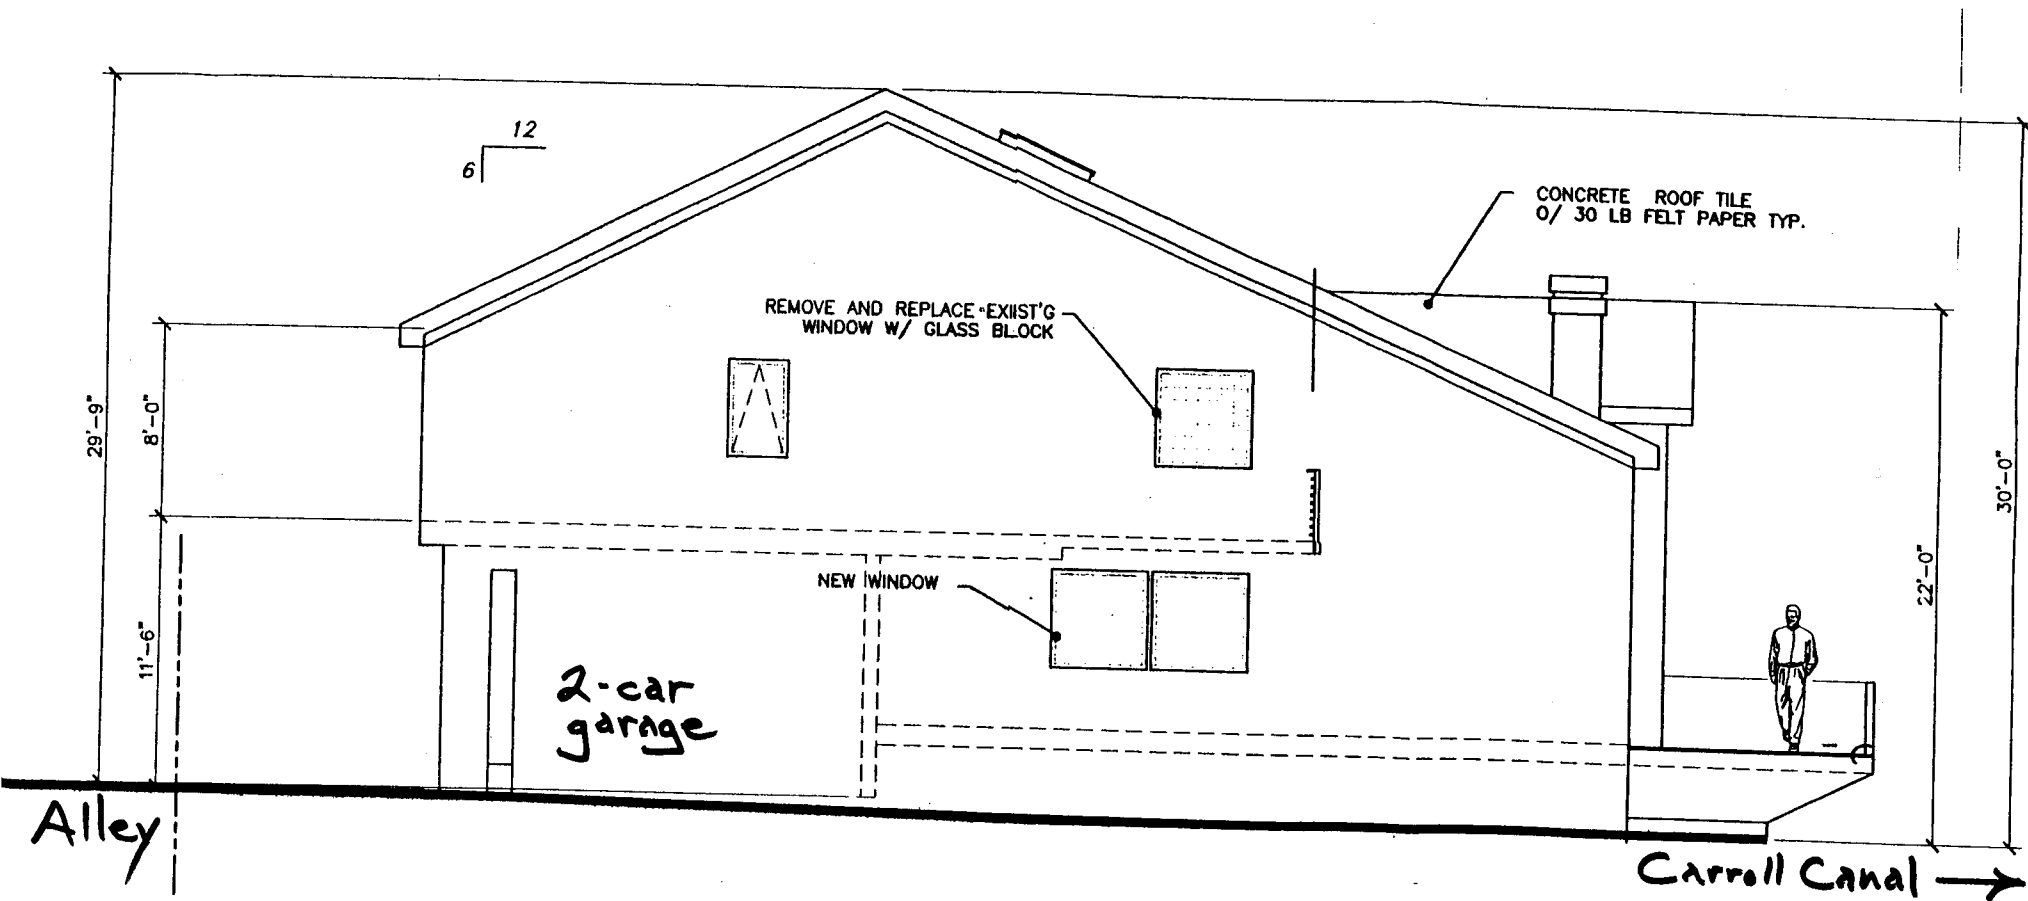 12
6
CONCRETE ROOF TILE
O/ 30 LB FELT PAPER TYP.
REMOVE AND REPLACE EXIIST'G
WINDOW W/ GLASS BLOCK
29'-9"
8'-0"
30'-0"
22'-0"
NEW WINDOW
11'-6"
2-car
garage
Alley
Carroll Canal